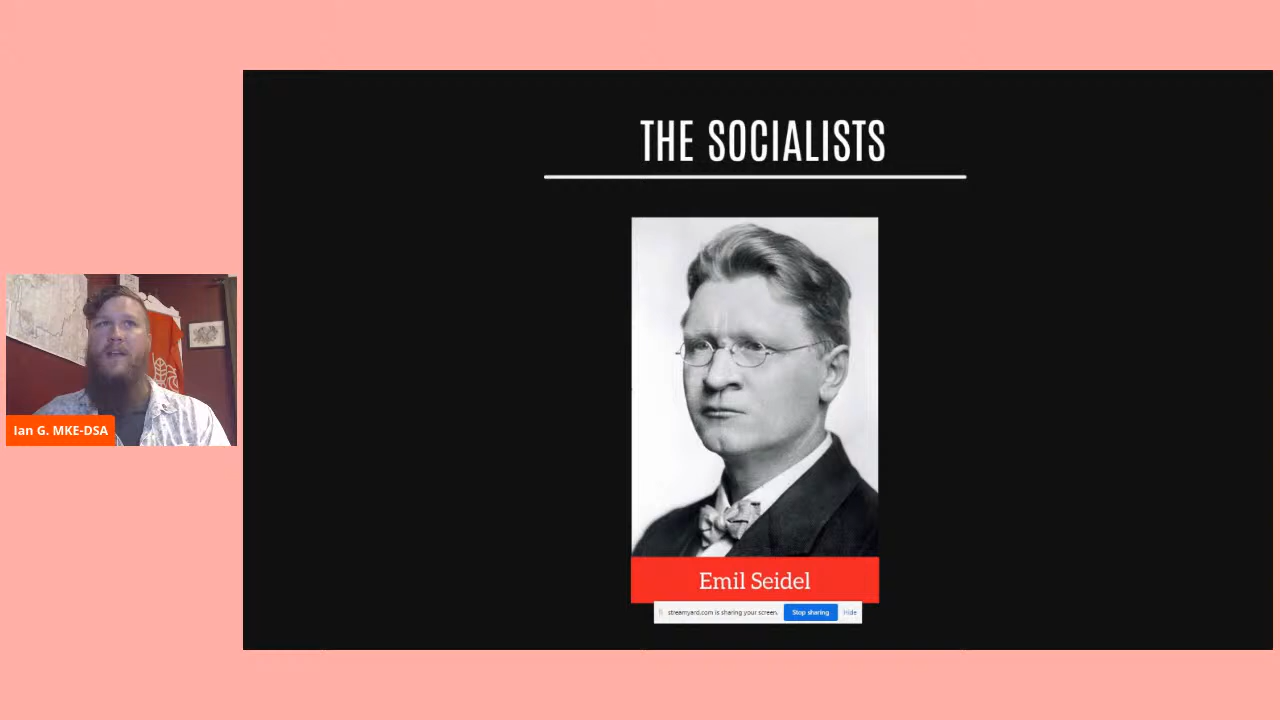 THE SOCIALISTS
Ian G. MKE-DSA
Emil Seidel
streamyard.com is sharing your screen. Stop sharing Hide